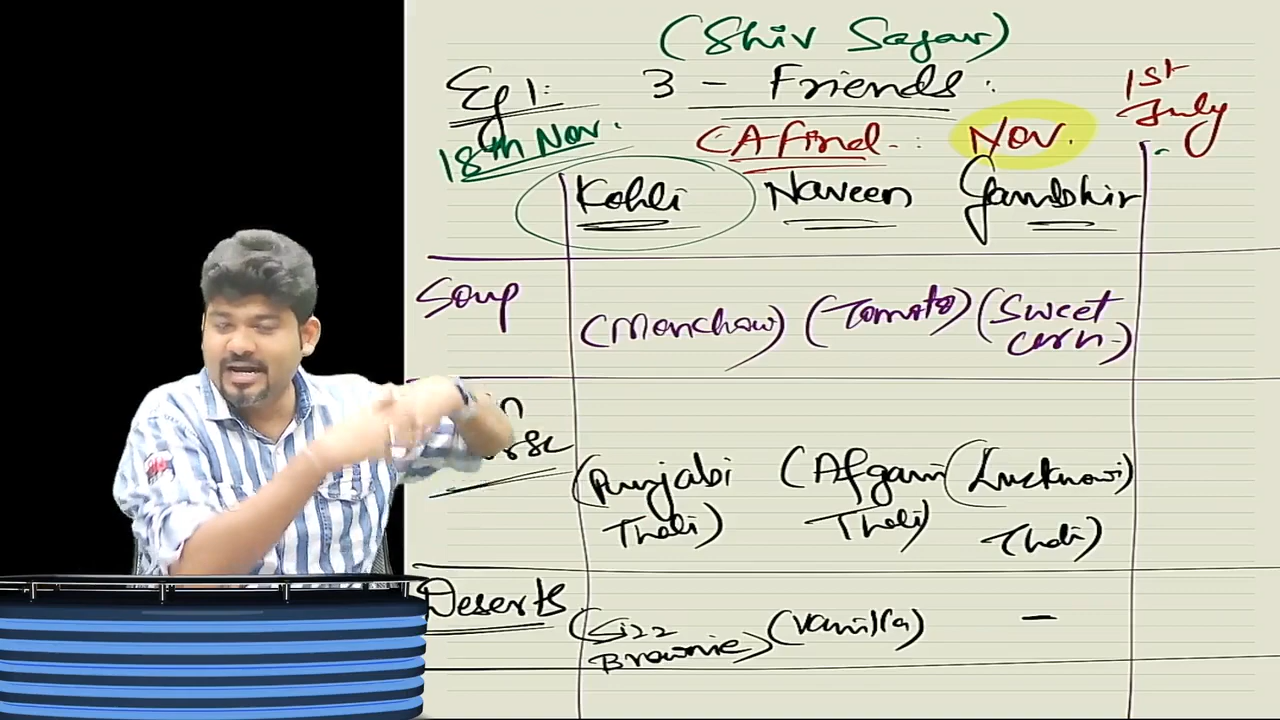 (Shiv Sagar)
Eg 1: 3 - Friends :
1st July
18th Nov. CA Final. : Nov.
Kohli Naveen Gambhir
Soup (Manchow) (Tomato) (Sweet corn.)
(Punjabi Thali) (Afgani Thali) (Lucknowi) Thali)
Deserts (Sizz Brownie) (Vanilla) —